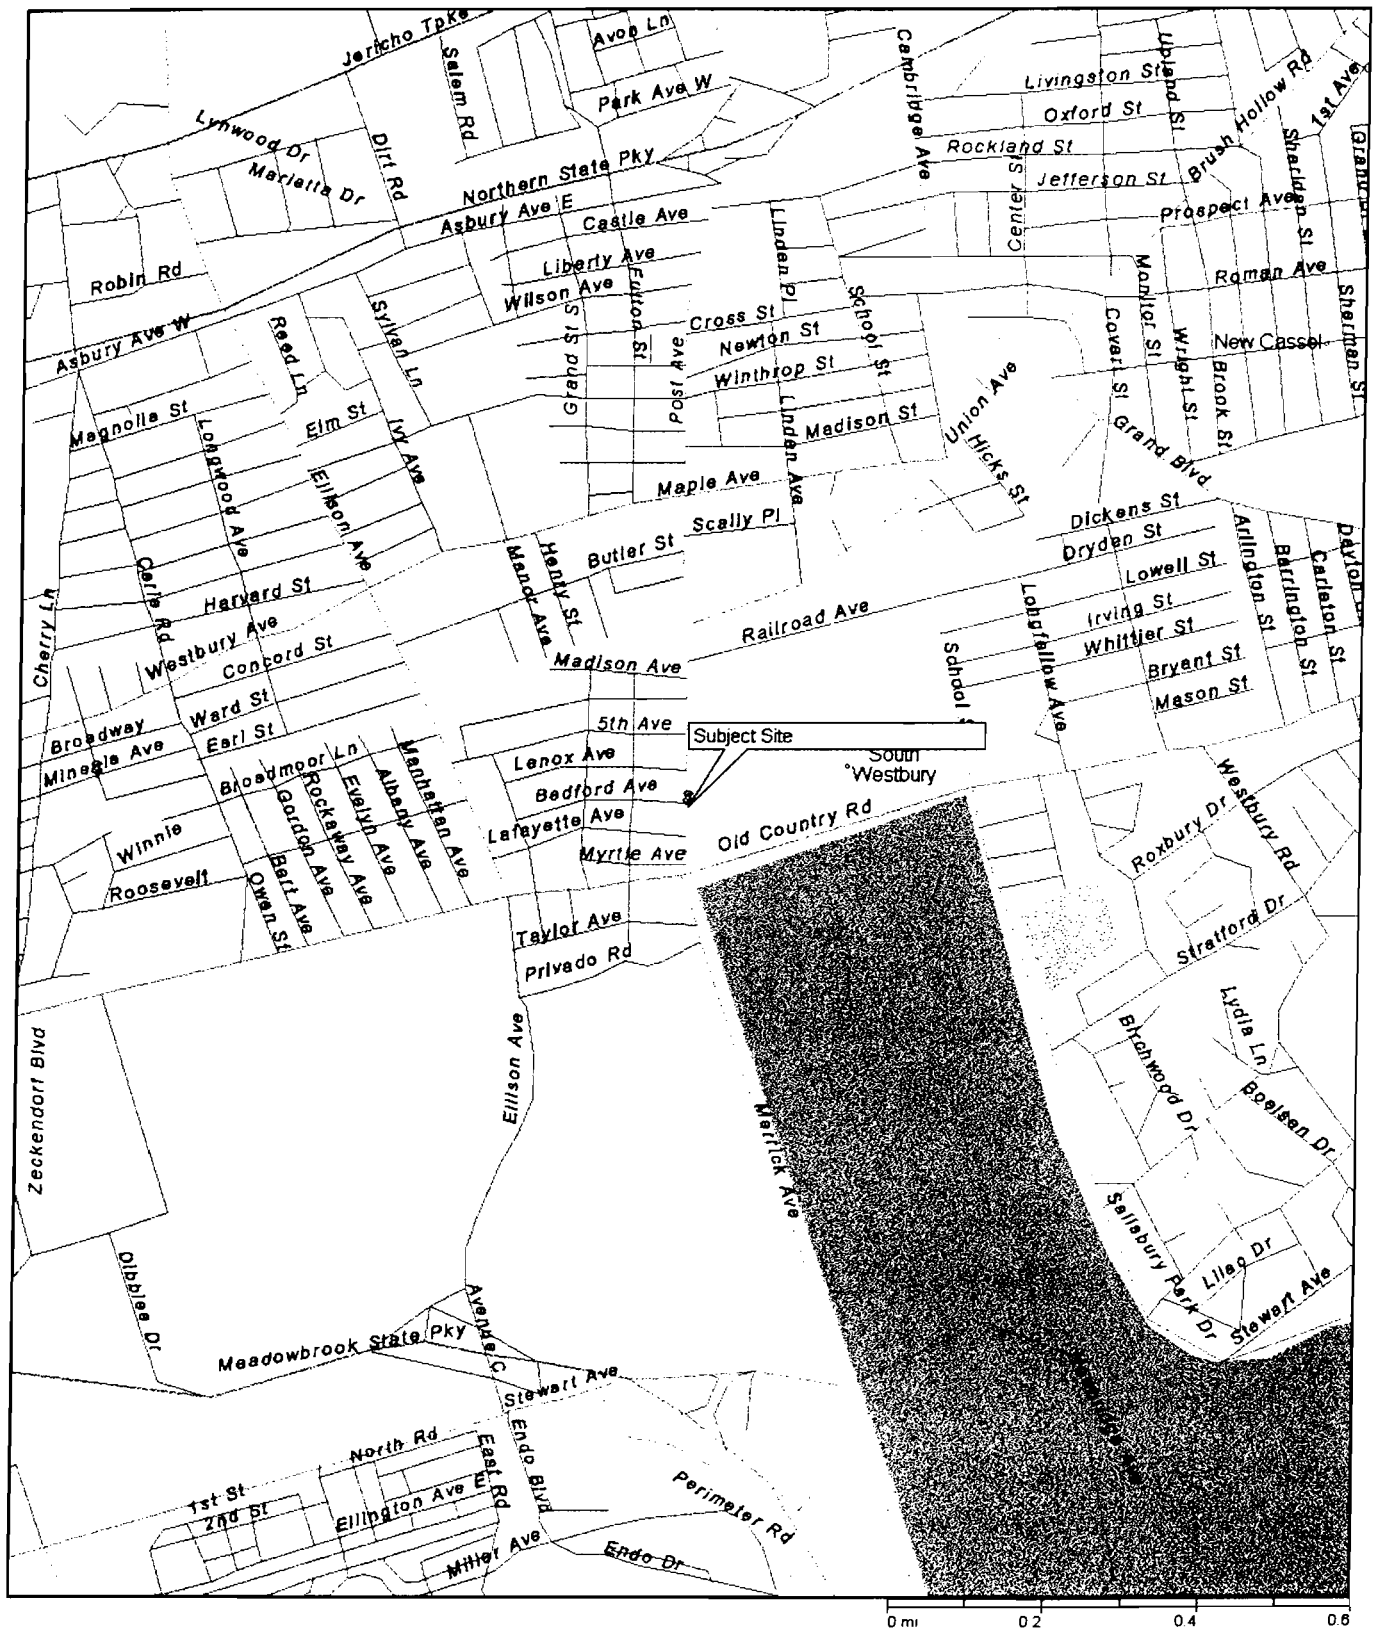 Jericho Tpke
Avon Ln
Salem Rd
Park Ave W
Cambridge Ave
Livingston St
Upland St
Oxford St
Brush Hollow Rd
1st Ave
Lynwood Dr
Marietta Dr
Dirt Rd
Northern State Pky
Rockland St
Jefferson St
Sharidan St
Center St
Prospect Ave
Asbury Ave E
Castle Ave
Linden Pl
Liberty Ave
Robin Rd
Wilson Ave
Fulton St
Monitor St
Roman Ave
Sherman St
Asbury Ave W
Reed Ln
Sylvan Ln
Grand St S
Post Ave
Cross St
Newton St
School St
Winthrop St
Covart St
Wright St
Brook St
New Cassel
Magnolia St
Longwood Ave
Elm St
Ivy Ave
Ellison Ave
Linden Ave
Madison St
Union Ave
Hicks St
Grand Blvd
Maple Ave
Scally Pl
Dickens St
Dryden St
Lowell St
Arlington St
Barrington St
Carleton St
Dayton
Manor Ave
Henry St
Butler St
Cherry Ln
Carle Rd
Harvard St
Westbury Ave
Concord St
Railroad Ave
Irving St
Whittier St
Longfellow Ave
School S
Bryant St
Mason St
Madison Ave
Ward St
Earl St
Broadway
Mineola Ave
5th Ave
Subject Site
South
Westbury
Lenox Ave
Bedford Ave
Lafayette Ave
Myrtle Ave
Old Country Rd
Broadmoor Ln
Manhattan Ave
Albany Ave
Evelyn Ave
Rockaway Ave
Gordon Ave
Bert Ave
Owen St
Winnie
Roosevelt
Westbury Rd
Roxbury Dr
Stratford Dr
Taylor Ave
Privado Rd
Lydia Ln
Birchwood Dr
Boelsen Dr
Zeckendorf Blvd
Ellison Ave
Merrick Ave
Salisbury Park Dr
Lilac Dr
Stewart Ave
Dibblee Dr
Meadowbrook State Pky
Avenue C
Stewart Ave
North Rd
East Rd
Endo Blvd
1st St
2nd St
Ellington Ave E
Miller Ave
Perimeter Rd
Endo Dr
0 mi
0 2
0.4
0.6